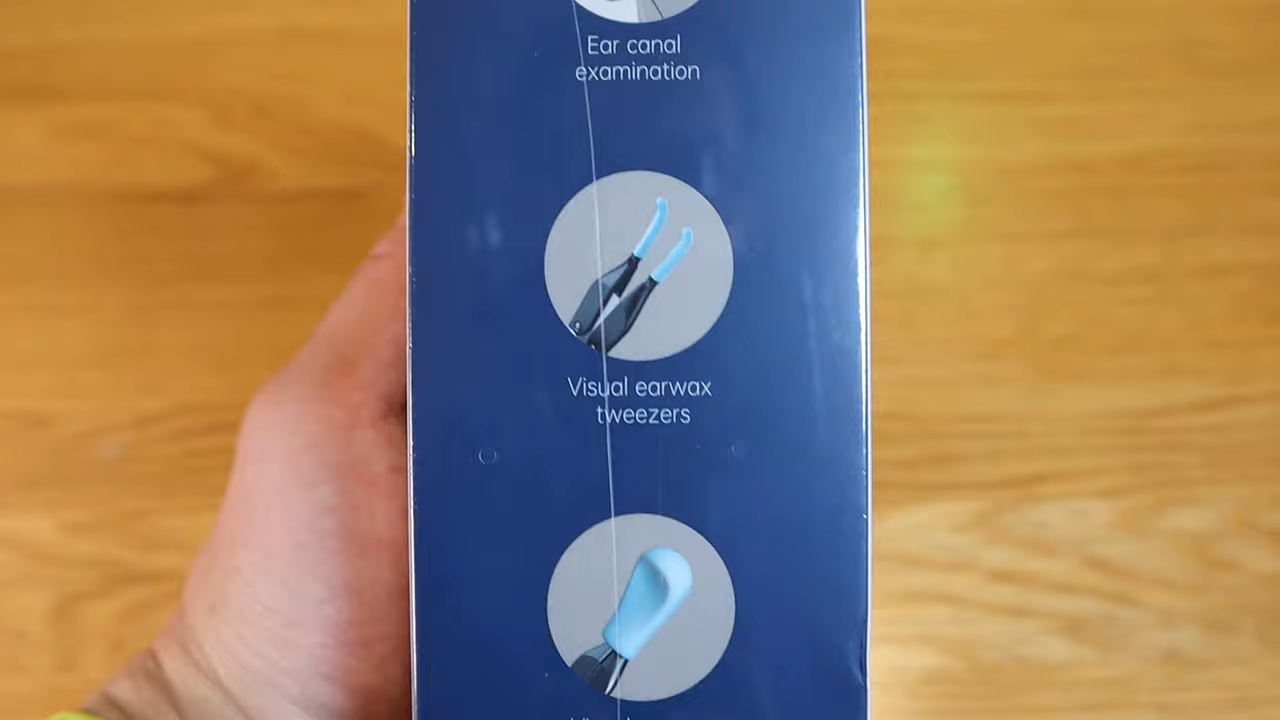 Ear canal
examination
Visual earwax
tweezers